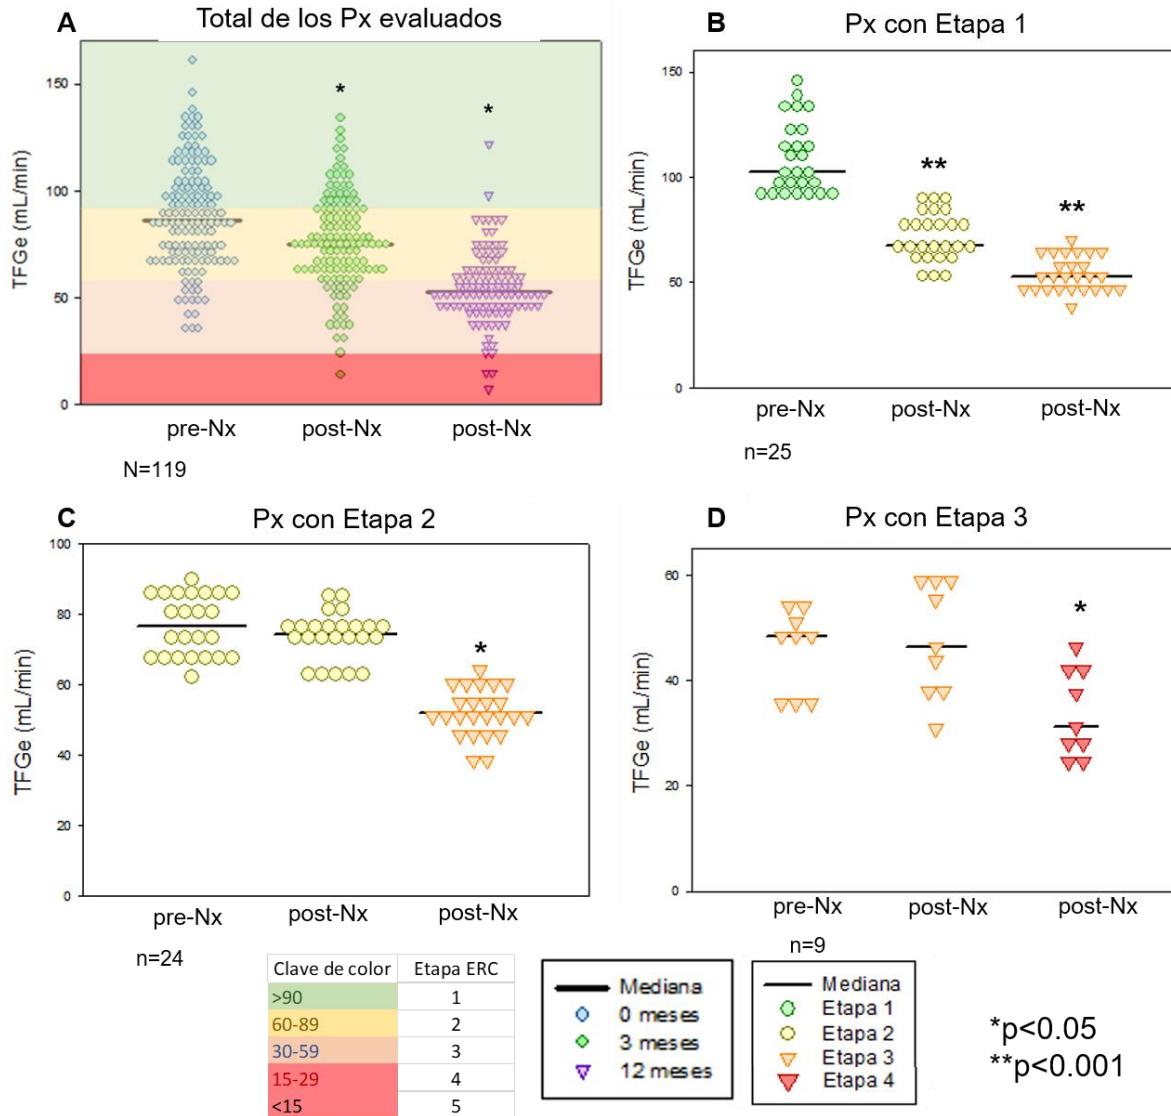 A
Total de los Px evaluados
TFGe (mL/min)
150
100
50
0
*
*
pre-Nx
post-Nx
post-Nx
N=119
B
Px con Etapa 1
TFGe (mL/min)
150
100
50
0
**
**
pre-Nx
post-Nx
post-Nx
n=25
C
Px con Etapa 2
TFGe (mL/min)
100
80
60
40
20
0
*
pre-Nx
post-Nx
post-Nx
n=24
D
Px con Etapa 3
TFGe (mL/min)
60
40
20
0
*
pre-Nx
post-Nx
post-Nx
n=9
Clave de color Etapa ERC
>90 1
60-89 2
30-59 3
15-29 4
<15 5
Mediana
0 meses
3 meses
12 meses
Mediana
Etapa 1
Etapa 2
Etapa 3
Etapa 4
*p<0.05
**p<0.001